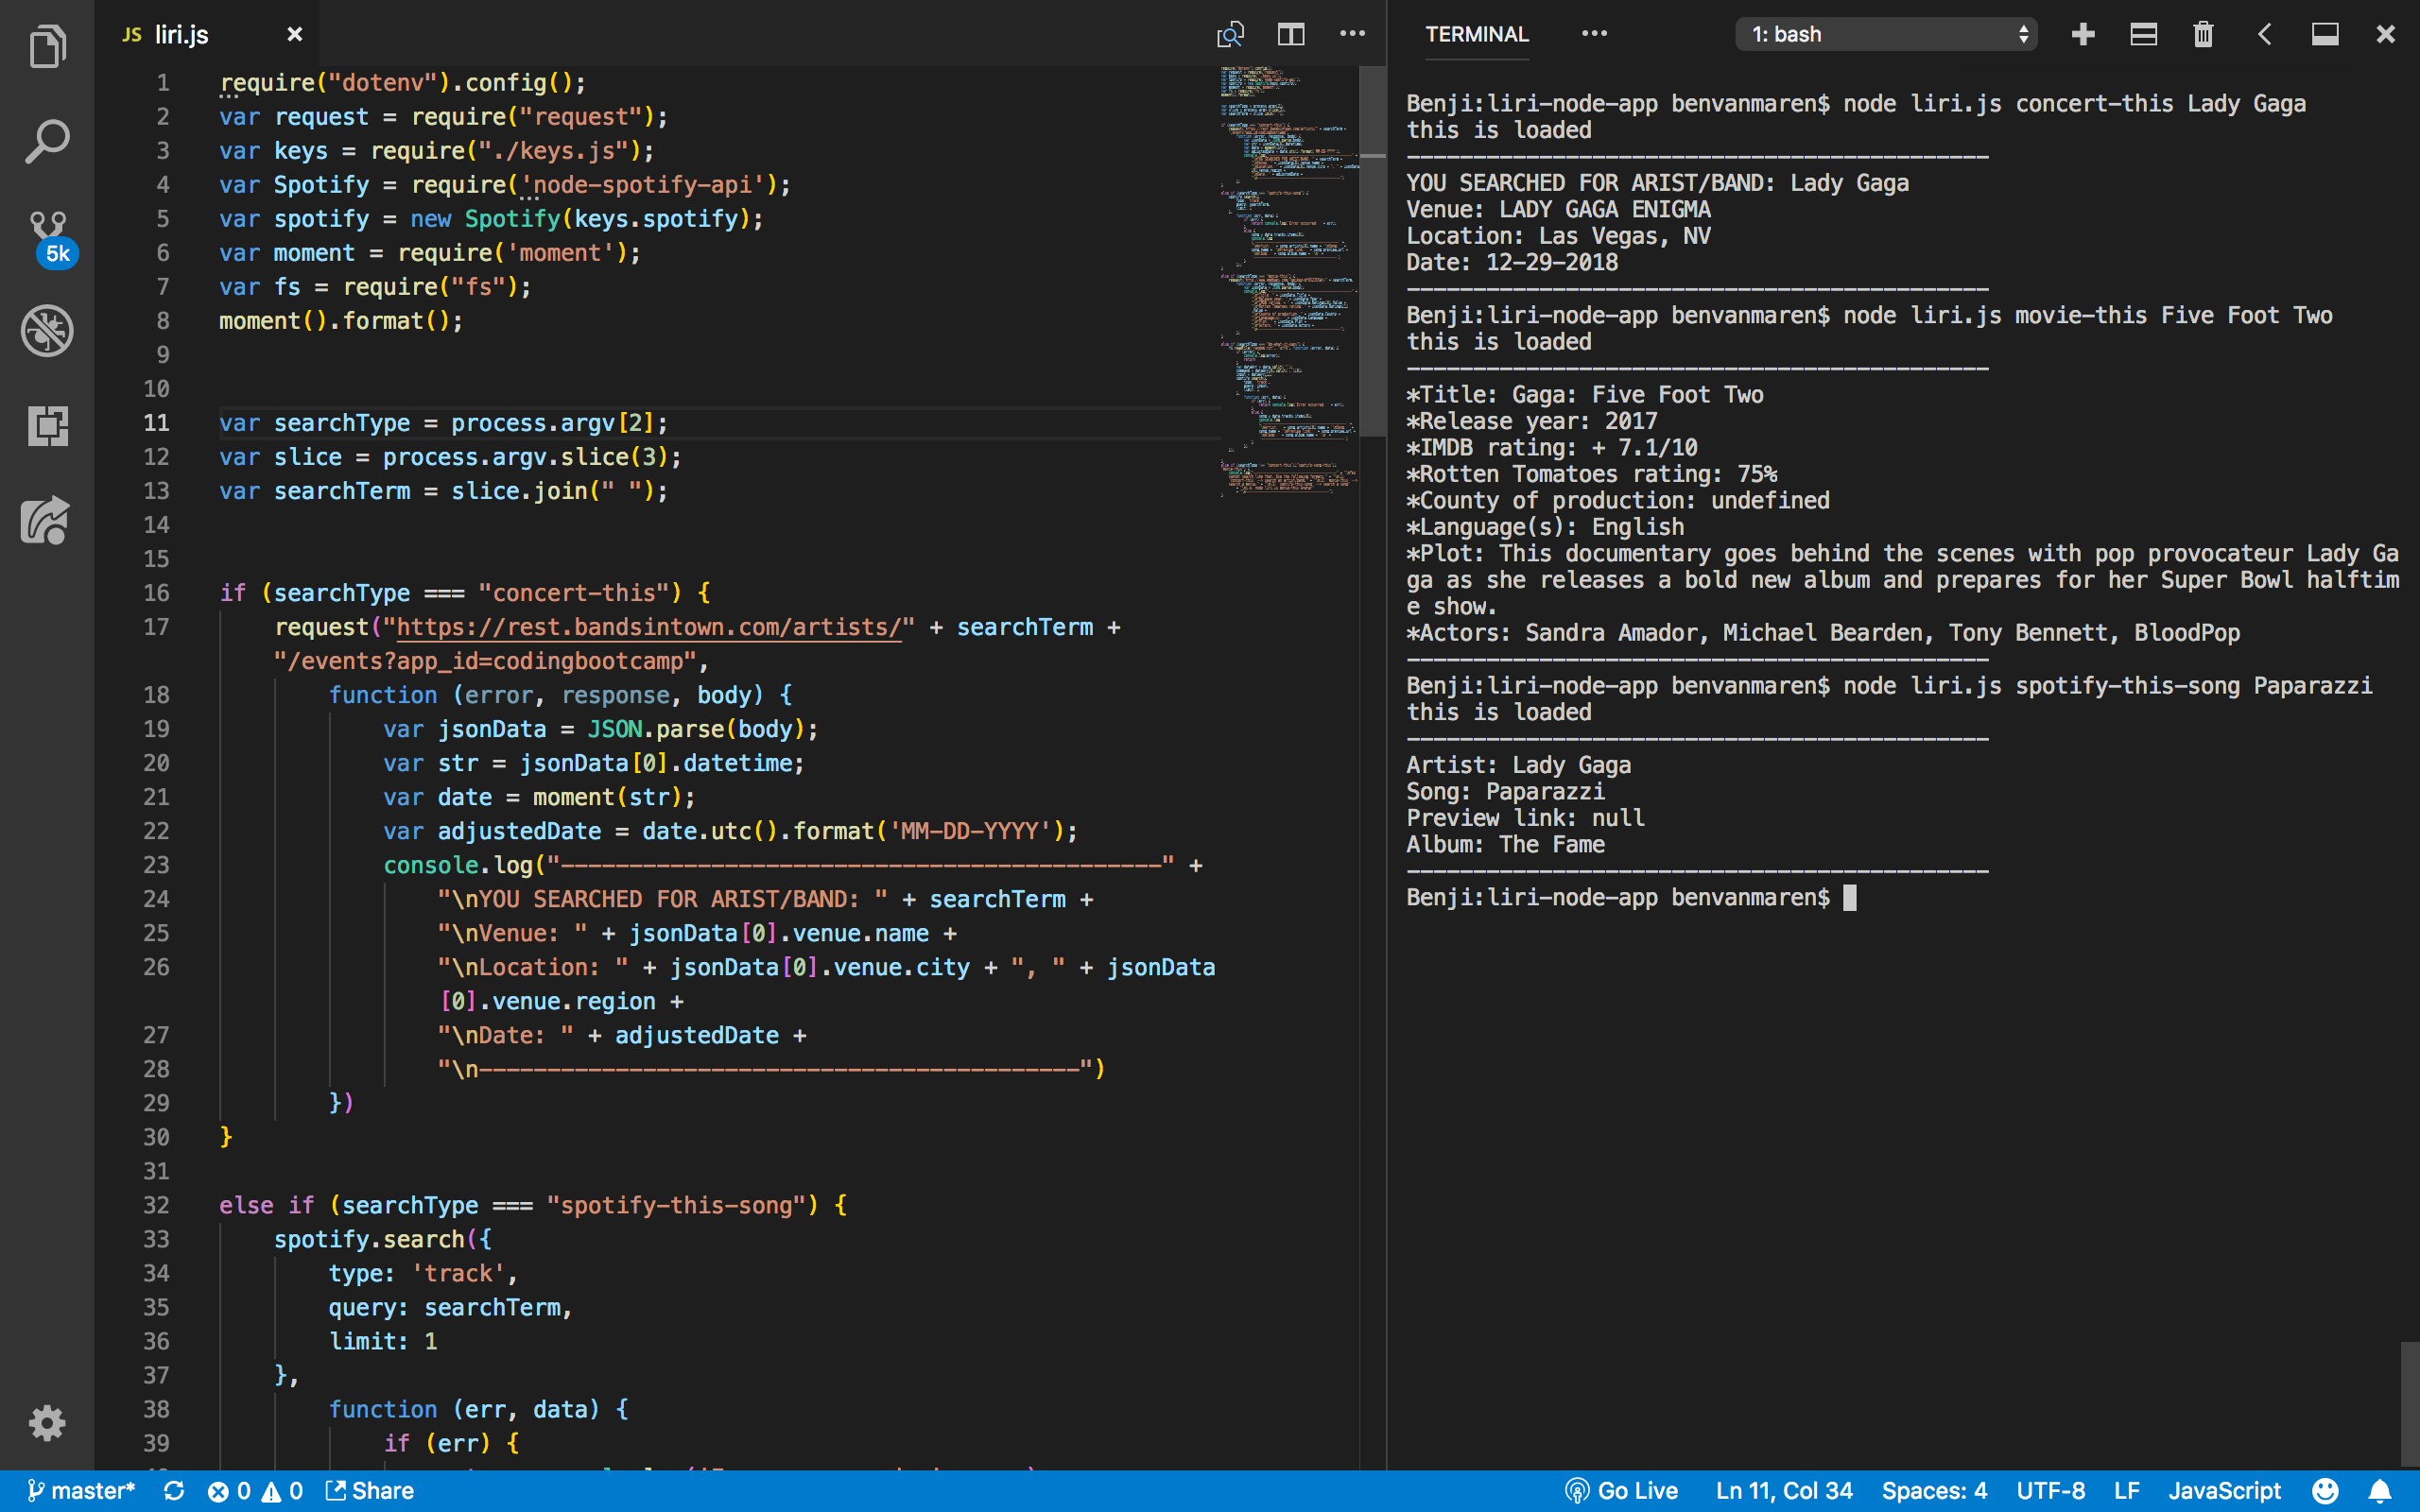 JS liri.js
1 require("dotenv").config();
2 var request = require("request");
3 var keys = require("./keys.js");
4 var Spotify = require('node-spotify-api');
5 var spotify = new Spotify(keys.spotify);
6 var moment = require('moment');
7 var fs = require("fs");
8 moment().format();
9
10
11 var searchType = process.argv[2];
12 var slice = process.argv.slice(3);
13 var searchTerm = slice.join(" ");
14
15
16 if (searchType === "concert-this") {
17 request("https://rest.bandsintown.com/artists/" + searchTerm +
"/events?app_id=codingbootcamp",
18 function (error, response, body) {
19 var jsonData = JSON.parse(body);
20 var str = jsonData[0].datetime;
21 var date = moment(str);
22 var adjustedDate = date.utc().format('MM-DD-YYYY');
23 console.log("--------------------------------------------" +
24 "\nYOU SEARCHED FOR ARIST/BAND: " + searchTerm +
25 "\nVenue: " + jsonData[0].venue.name +
26 "\nLocation: " + jsonData[0].venue.city + ", " + jsonData
[0].venue.region +
27 "\nDate: " + adjustedDate +
28 "\n--------------------------------------------")
29 })
30 }
31
32 else if (searchType === "spotify-this-song") {
33 spotify.search({
34 type: 'track',
35 query: searchTerm,
36 limit: 1
37 },
38 function (err, data) {
39 if (err) {
5k
TERMINAL
1: bash
Benji:liri-node-app benvanmaren$ node liri.js concert-this Lady Gaga
this is loaded
--------------------------------------------
YOU SEARCHED FOR ARIST/BAND: Lady Gaga
Venue: LADY GAGA ENIGMA
Location: Las Vegas, NV
Date: 12-29-2018
--------------------------------------------
Benji:liri-node-app benvanmaren$ node liri.js movie-this Five Foot Two
this is loaded
--------------------------------------------
*Title: Gaga: Five Foot Two
*Release year: 2017
*IMDB rating: + 7.1/10
*Rotten Tomatoes rating: 75%
*County of production: undefined
*Language(s): English
*Plot: This documentary goes behind the scenes with pop provocateur Lady Ga
ga as she releases a bold new album and prepares for her Super Bowl halftim
e show.
*Actors: Sandra Amador, Michael Bearden, Tony Bennett, BloodPop
--------------------------------------------
Benji:liri-node-app benvanmaren$ node liri.js spotify-this-song Paparazzi
this is loaded
--------------------------------------------
Artist: Lady Gaga
Song: Paparazzi
Preview link: null
Album: The Fame
--------------------------------------------
Benji:liri-node-app benvanmaren$
master* 0 0 Share
Go Live Ln 11, Col 34 Spaces: 4 UTF-8 LF JavaScript